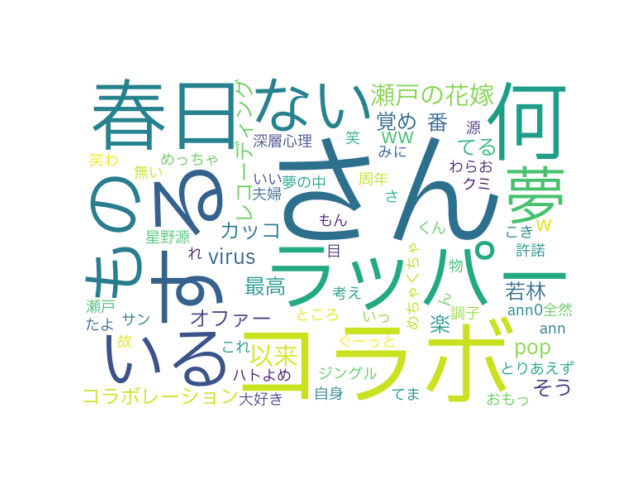 春日
ない
何
瀬戸の花嫁
レコーディング
覚め
番
源
深層心理
笑
ww
てる
みに
めっちゃ
笑わ
無い
いい
夢の中
周年
わらお
クミ
夢
夫婦
さ
さん
もの
する
カッコ
もん
くん
w
こき
星野源
れ
目
許諾
virus
ラッパー
めちゃくちゃ
物
最高
考え
ん
若林
瀬戸
オファー
ところ
いっ
調子
ann0
全然
たよ
サン
楽
ann
故
いる
これ
以来
ぐーっと
コラボ
pop
ハトよめ
ジングル
とりあえず
コラボレーション
大好き
自身
てま
そう
おもっ